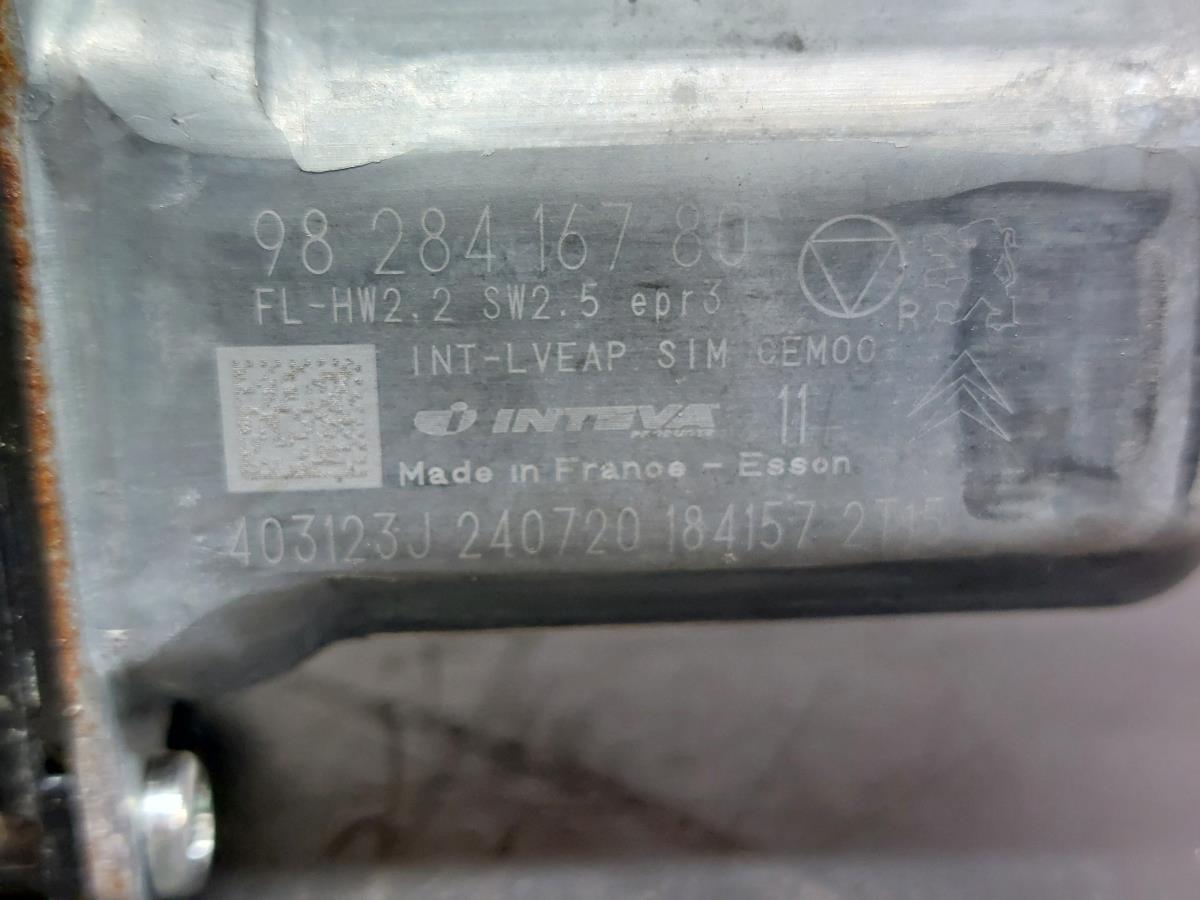 98 284 167 80
FL-HW2.2 SW2.5 epr3
R
INT-LVEAP SIM CEM00
INTEVA 11
PRODUCTS
Made in France - Esson
403123J 240720 184157 2T15